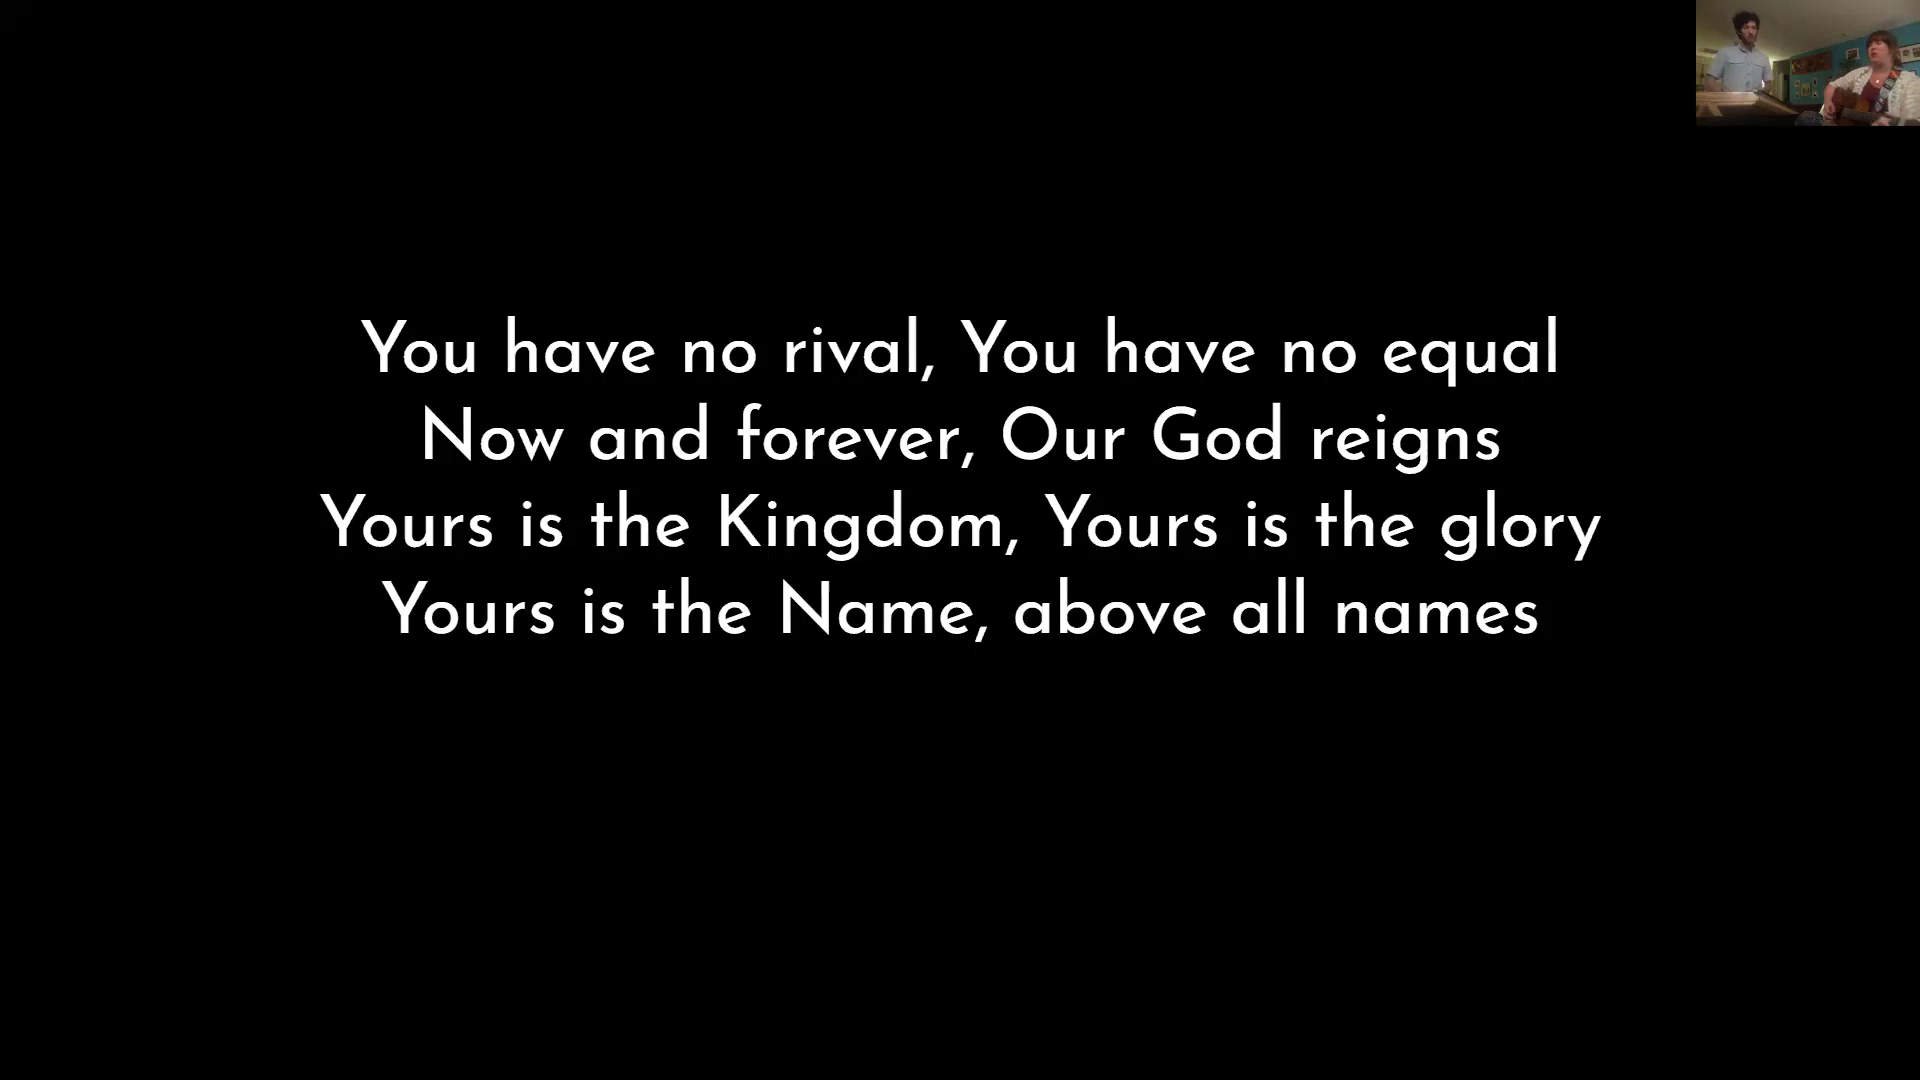 You have no rival, You have no equal
Now and forever, Our God reigns
Yours is the Kingdom, Yours is the glory
Yours is the Name, above all names